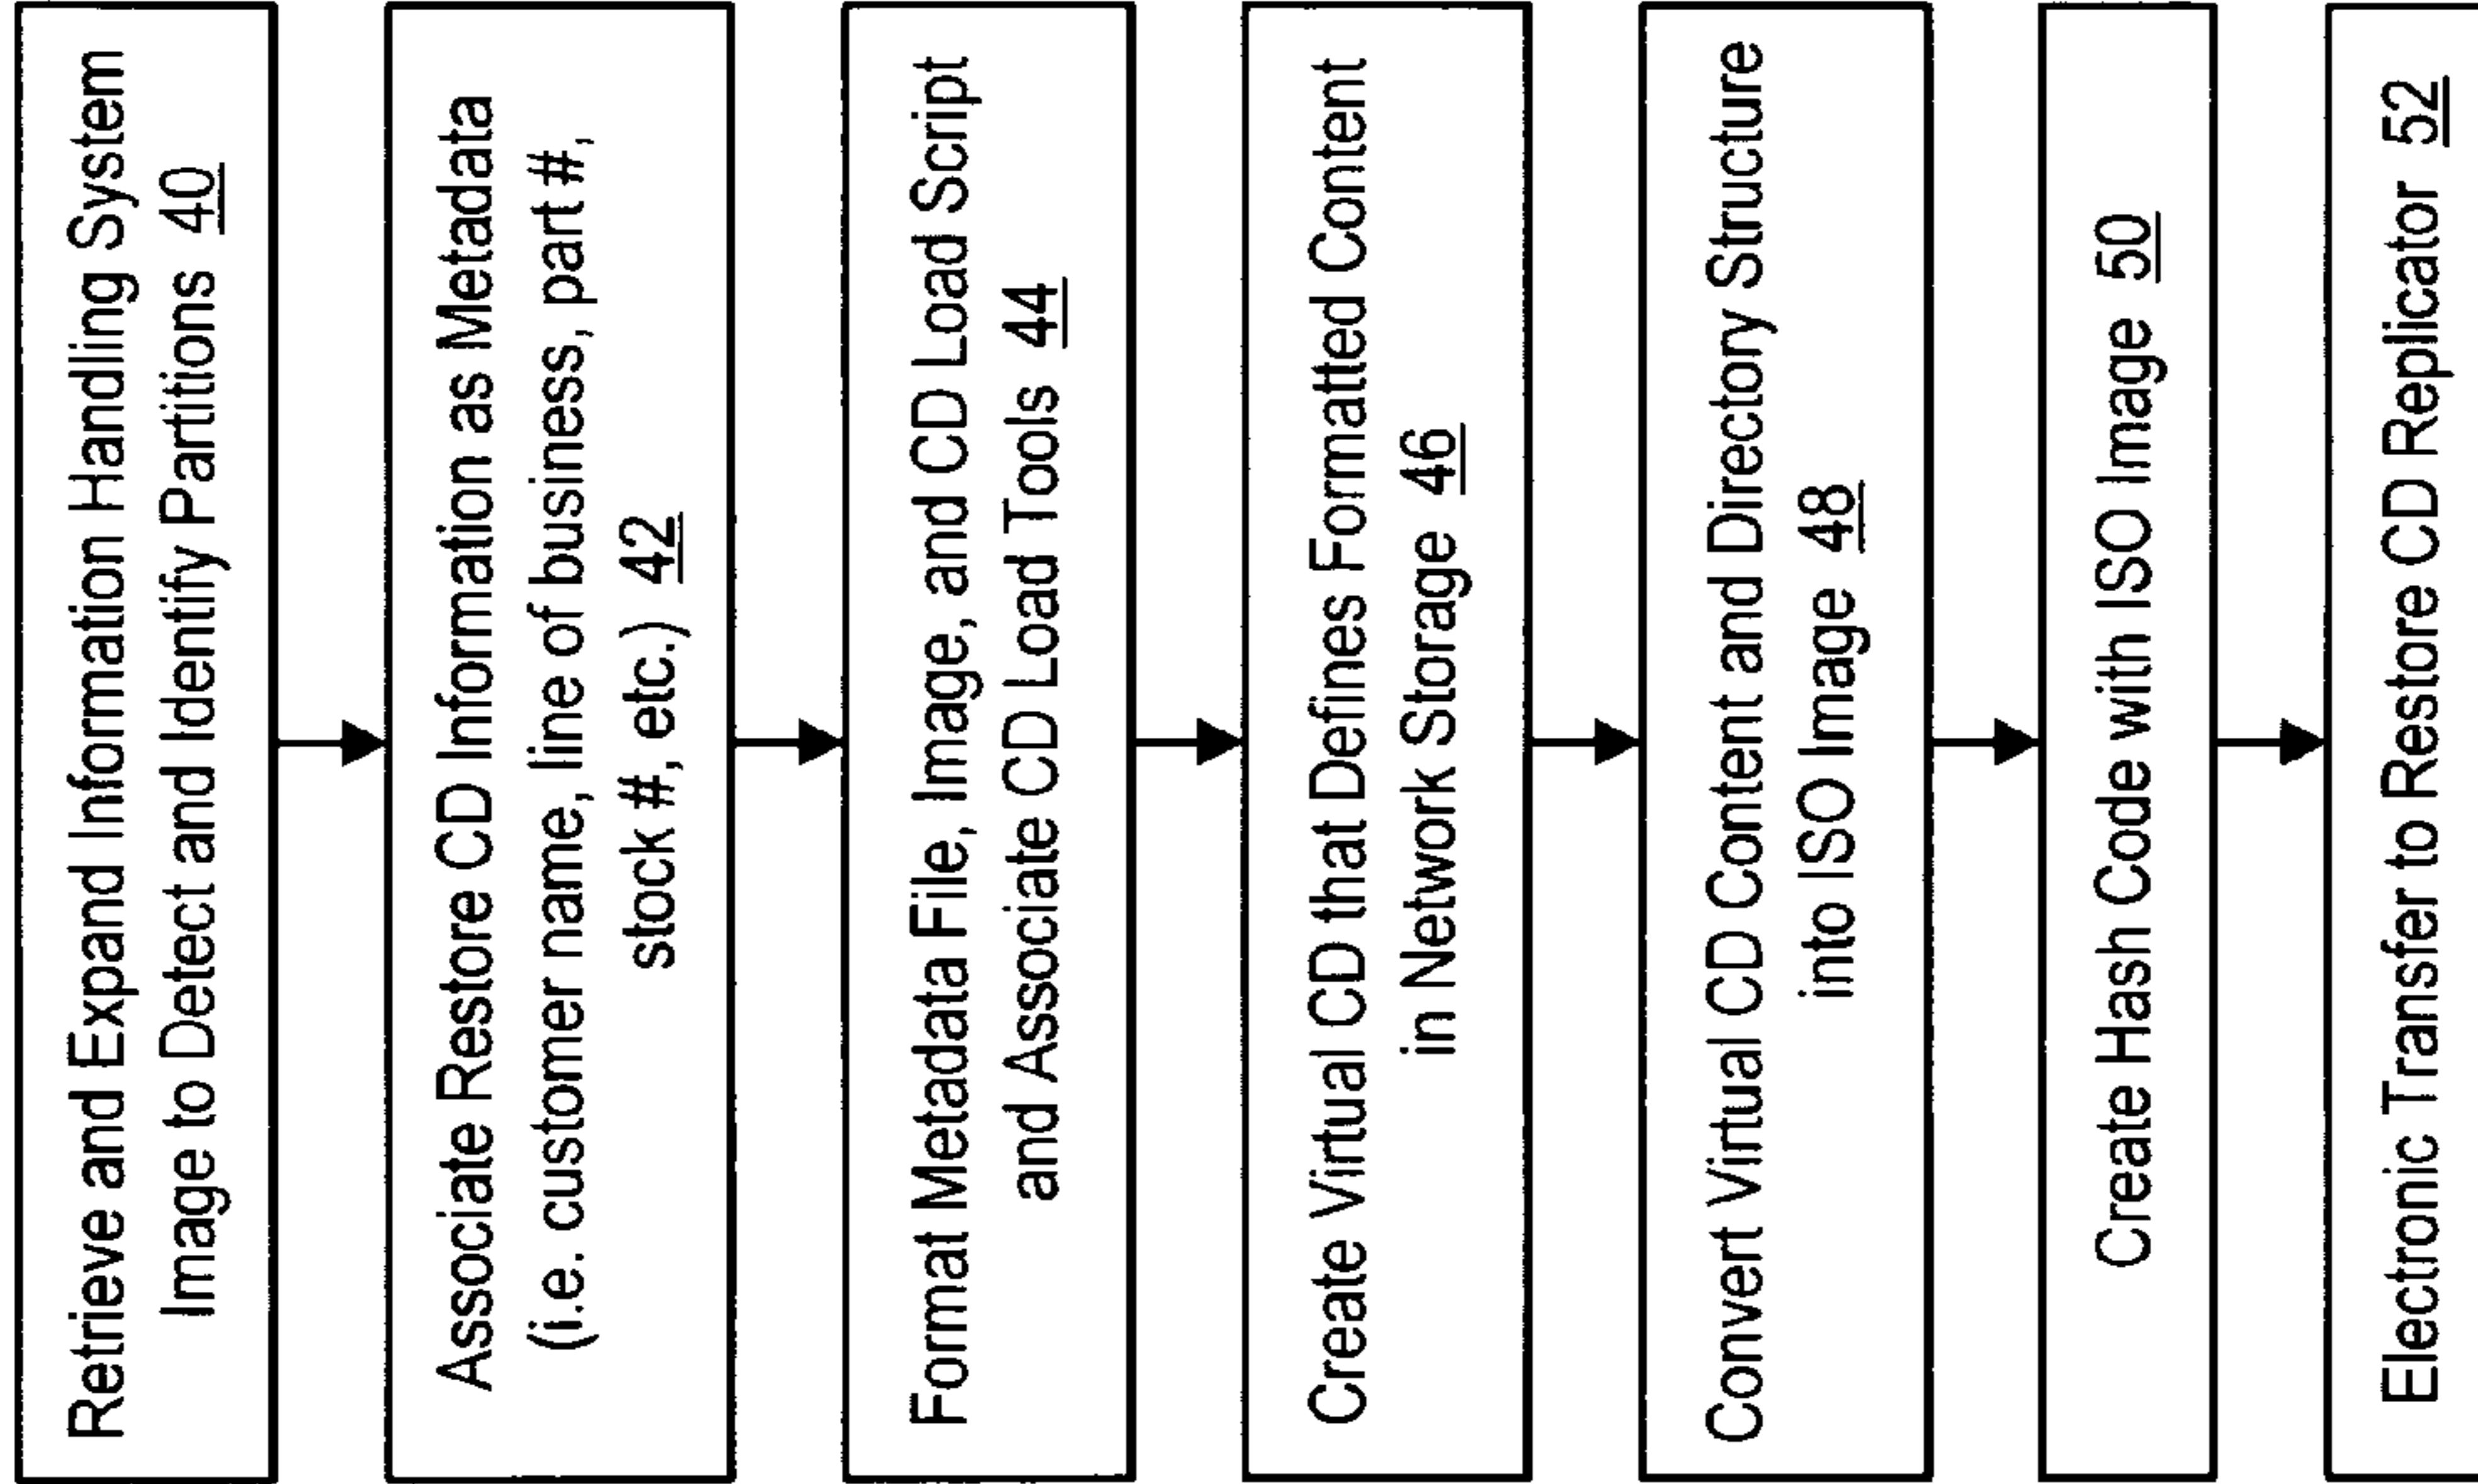 Retrieve and Expand Information Handling System
Image to Detect and Identify Partitions 40
Associate Restore CD Information as Metadata
(i.e. customer name, line of business, part #,
stock #, etc.) 42
Format Metadata File, Image, and CD Load Script
and Associate CD Load Tools 44
Create Virtual CD that Defines Formatted Content
in Network Storage 46
Convert Virtual CD Content and Directory Structure
into ISO Image 48
Create Hash Code with ISO Image 50
Electronic Transfer to Restore CD Replicator 52